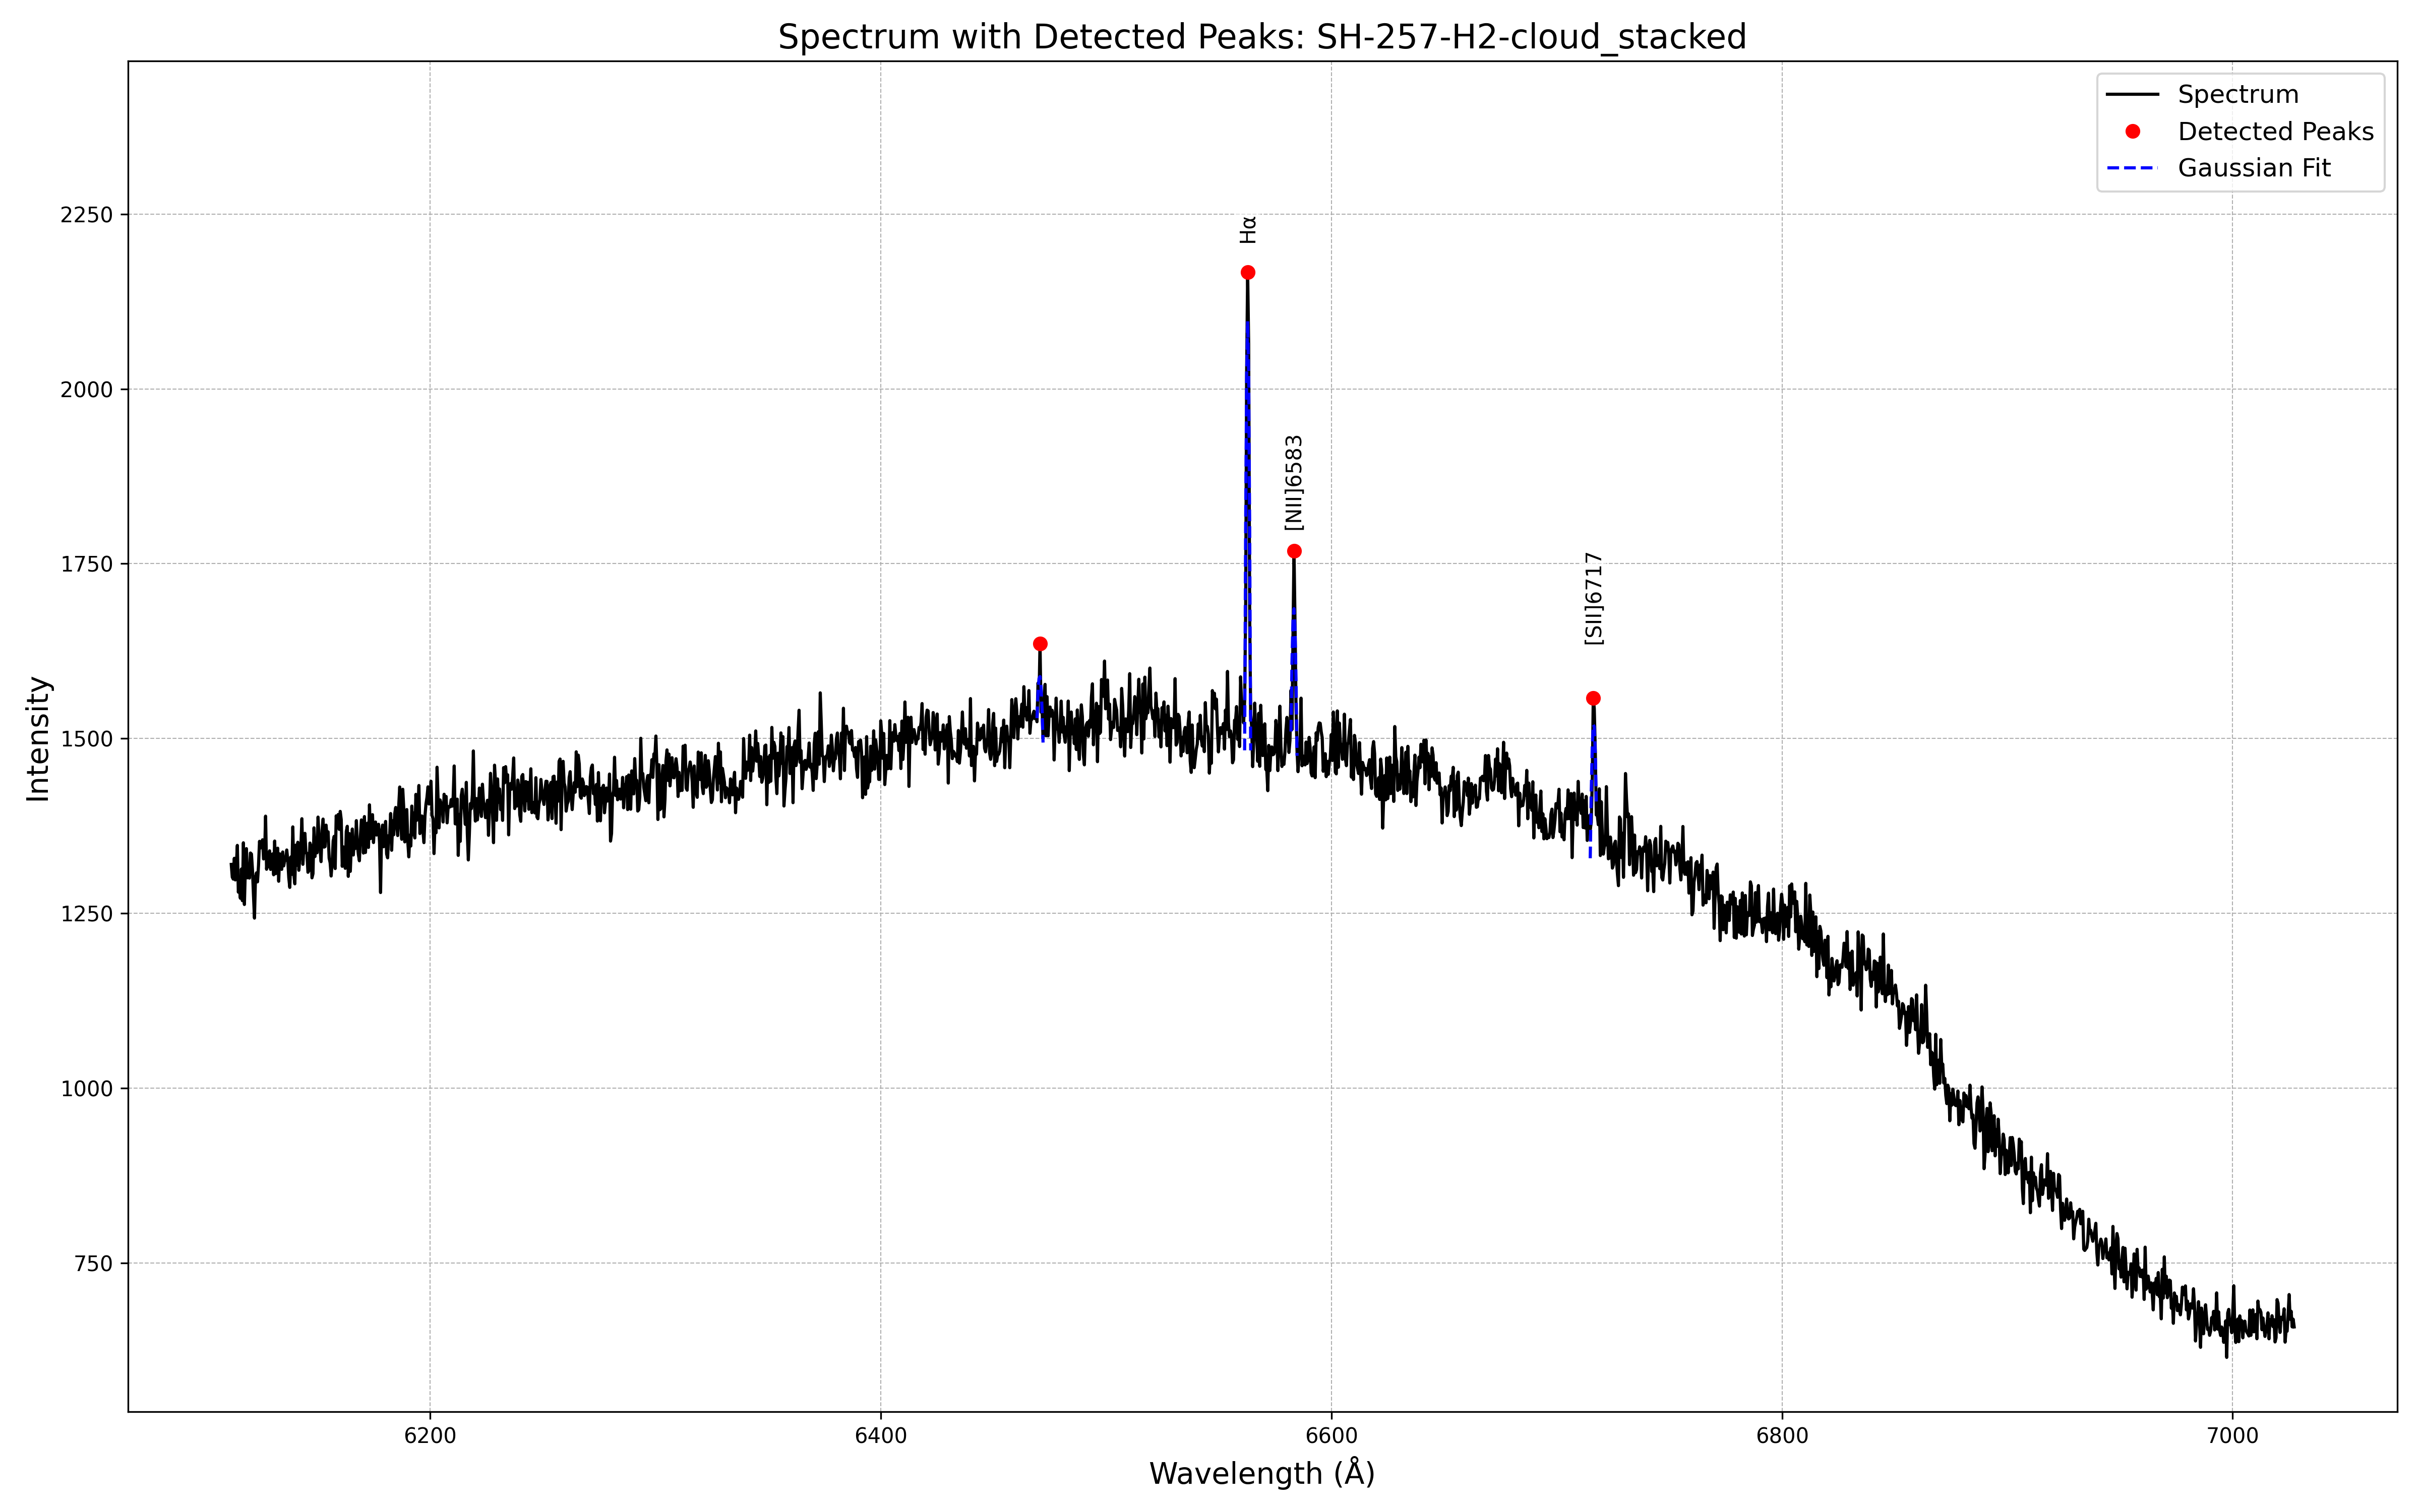 Spectrum with Detected Peaks: SH-257-H2-cloud_stacked
Spectrum
Detected Peaks
Gaussian Fit
Hα
[NII]6583
[SII]6717
Intensity
2250
2000
1750
1500
1250
1000
750
6200
6400
6600
6800
7000
Wavelength (Å)